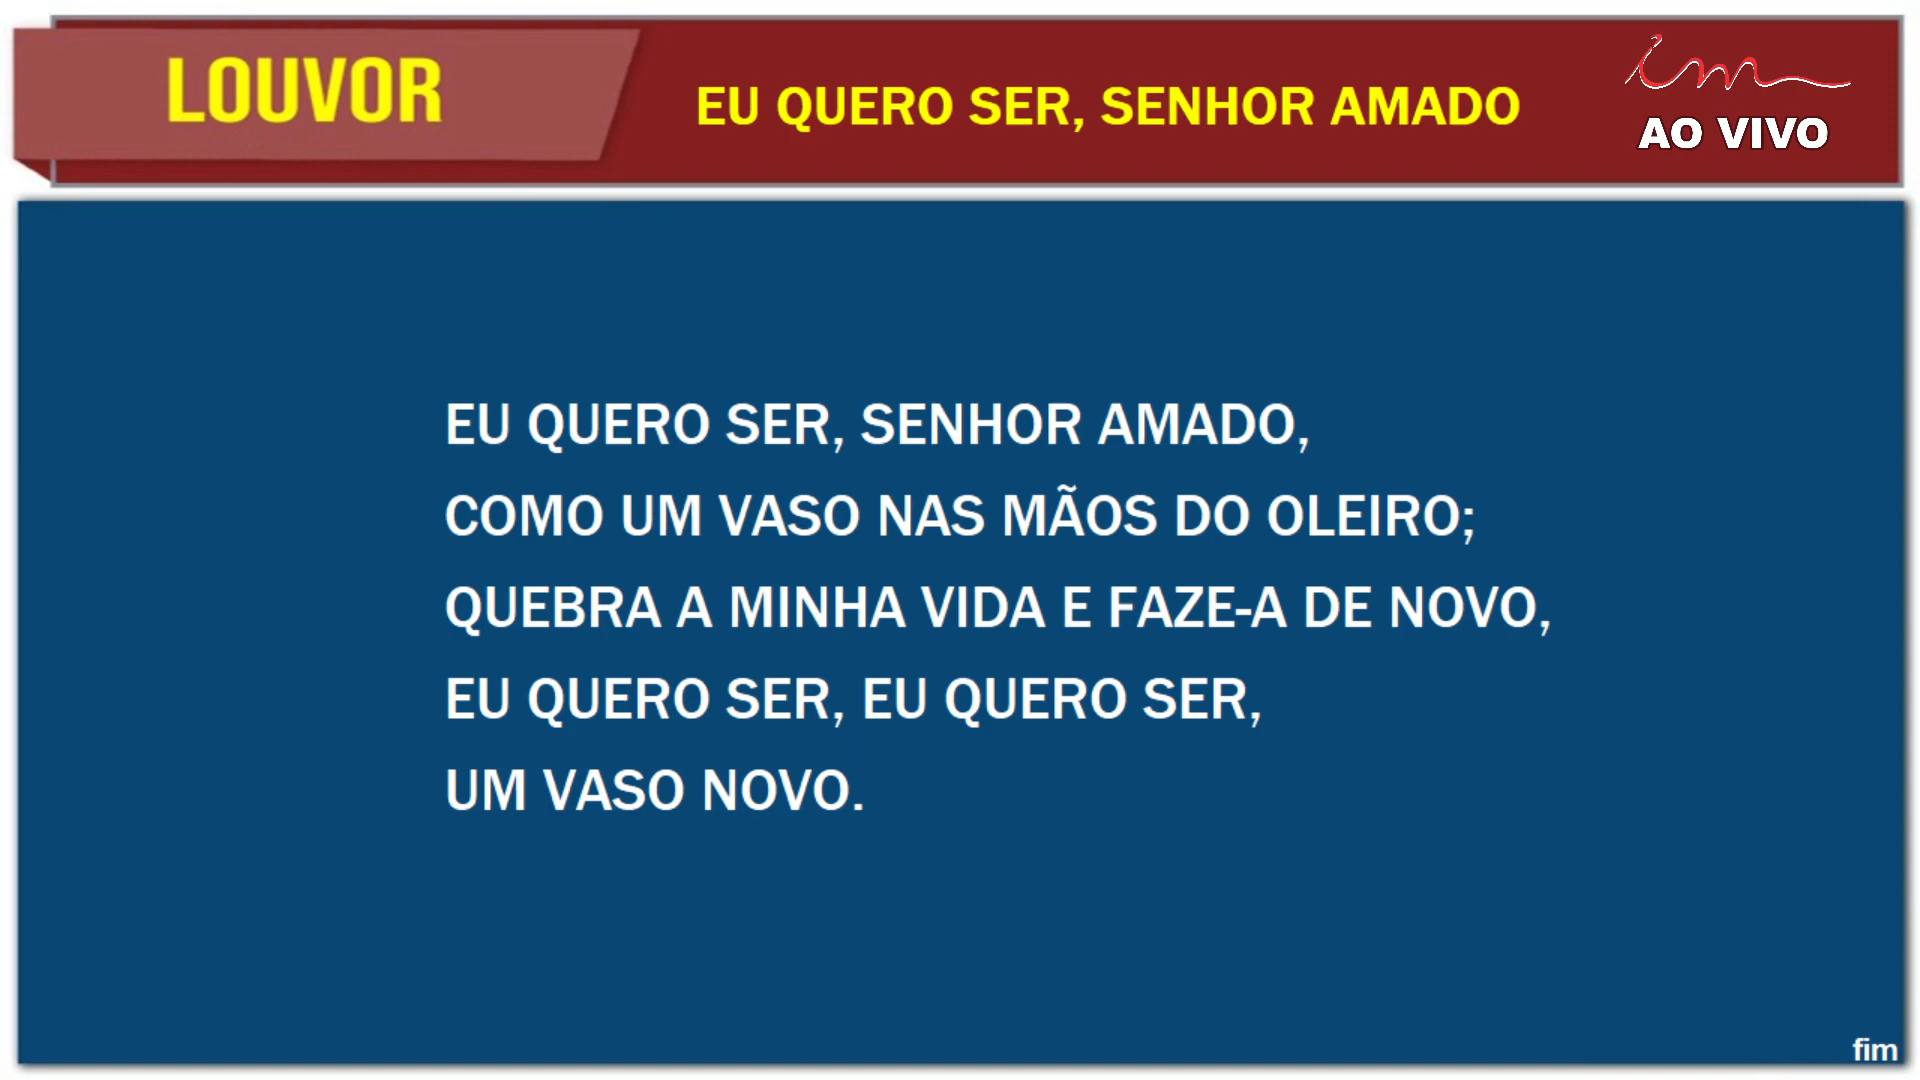 LOUVOR
EU QUERO SER, SENHOR AMADO
im
AO VIVO
EU QUERO SER, SENHOR AMADO,
COMO UM VASO NAS MÃOS DO OLEIRO;
QUEBRA A MINHA VIDA E FAZE-A DE NOVO,
EU QUERO SER, EU QUERO SER,
UM VASO NOVO.
fim